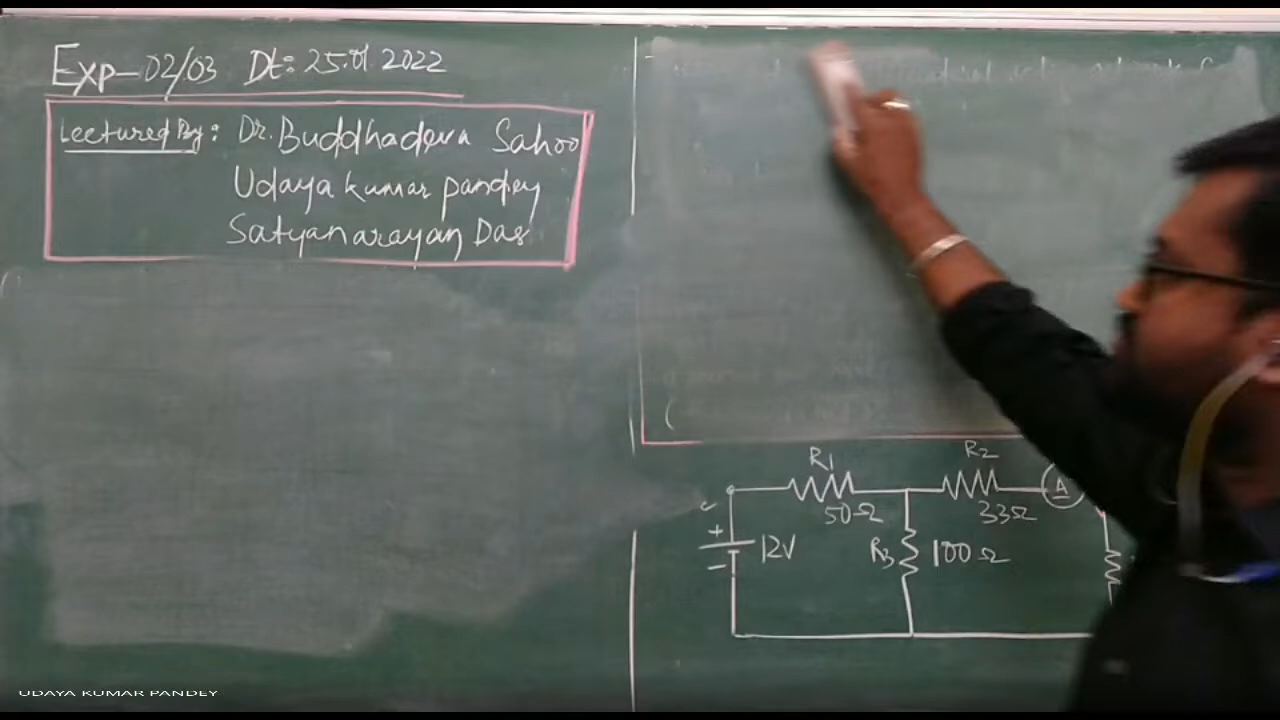 Exp-02/03 Dt: 25.01.2022
Lectured By: Dr. Buddhadeva Sahoo
Udaya kumar pandey
Satyanarayan Das
R1
R2
A
50Ω
33Ω
+
12V
R3
100Ω
-
UDAYA KUMAR PANDEY